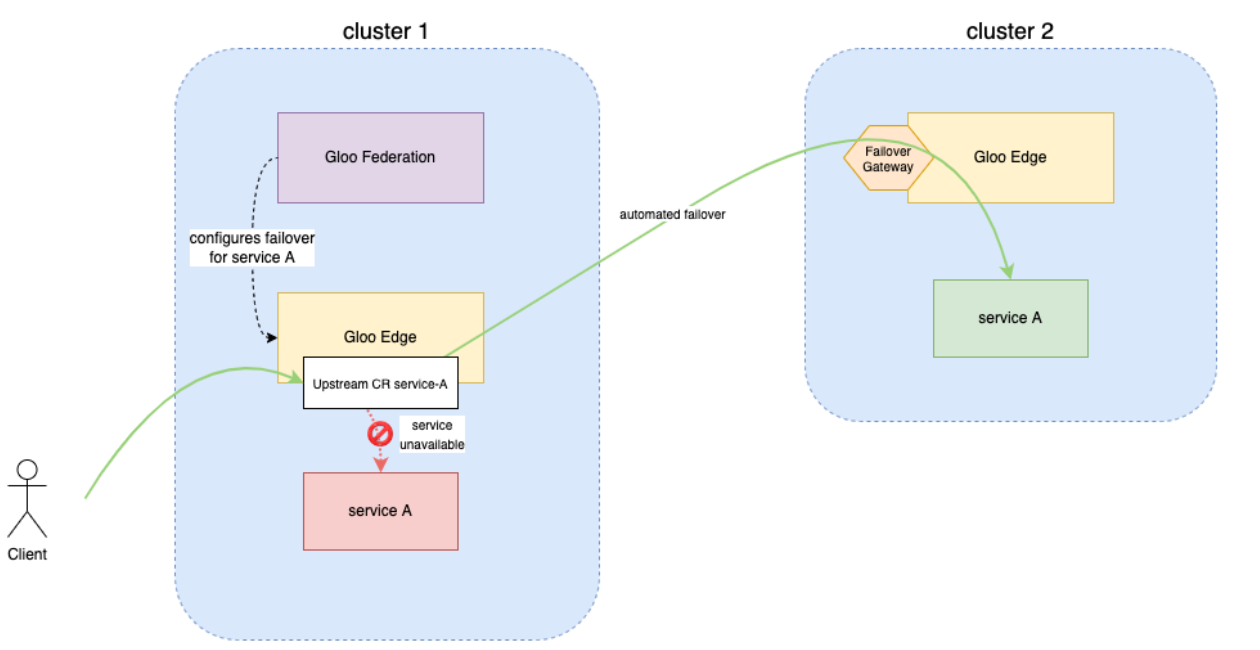 cluster 1
cluster 2
Gloo Federation
Failover
Gateway
Gloo Edge
automated failover
configures failover
for service A
Gloo Edge
service A
Upstream CR service-A
service
unavailable
service A
Client